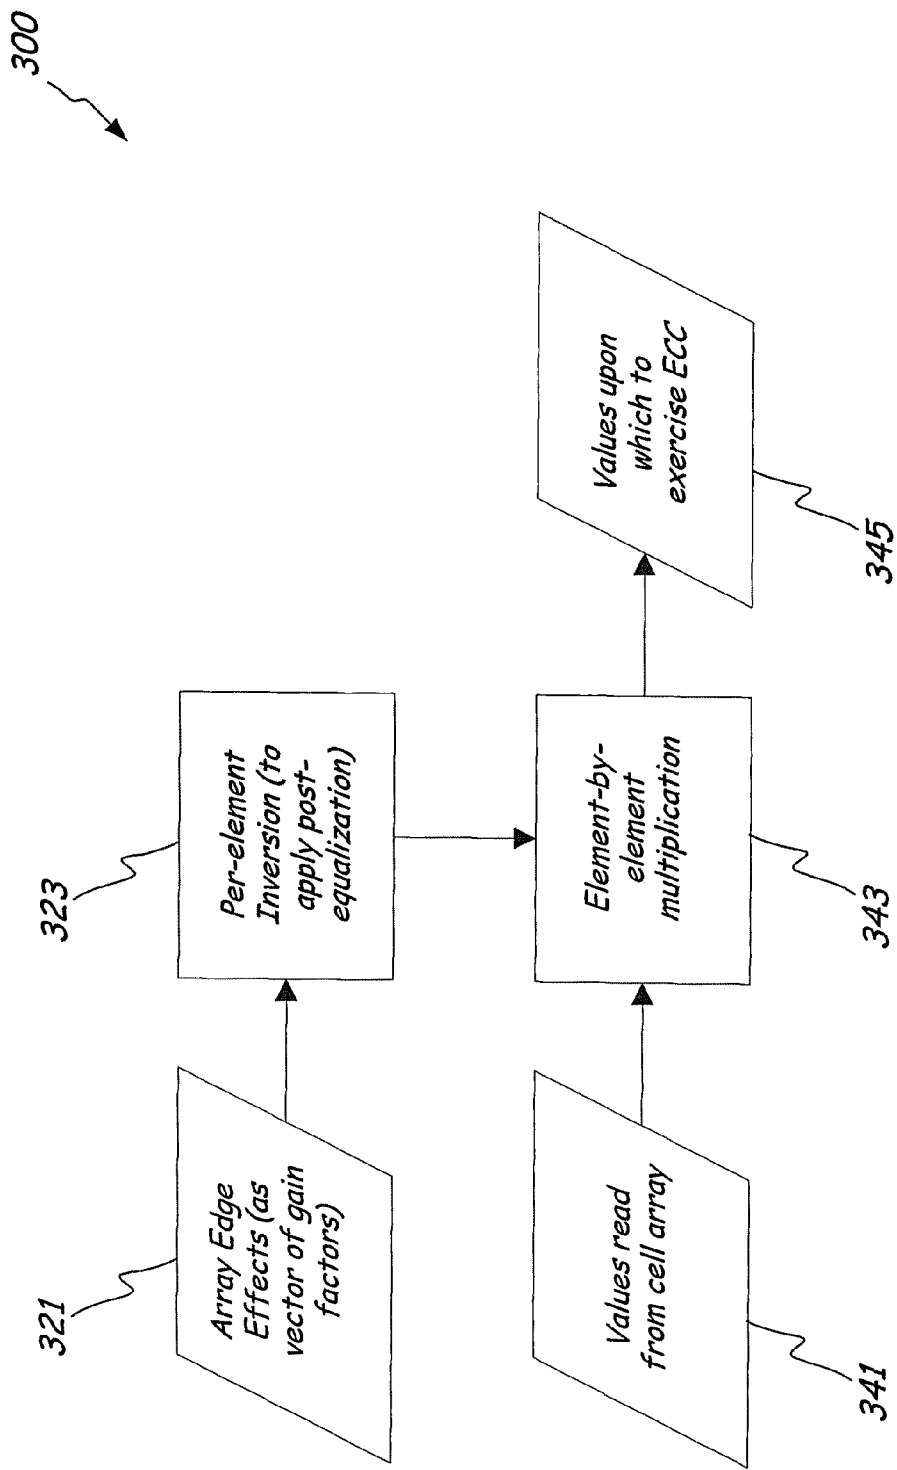 300
323
Per-element
Inversion (to
apply post-
equalization)
321
Array Edge
Effects (as
vector of gain
factors)
Values upon
which to
exercise ECC
345
Element-by-
element
multiplication
343
Values read
from cell array
341